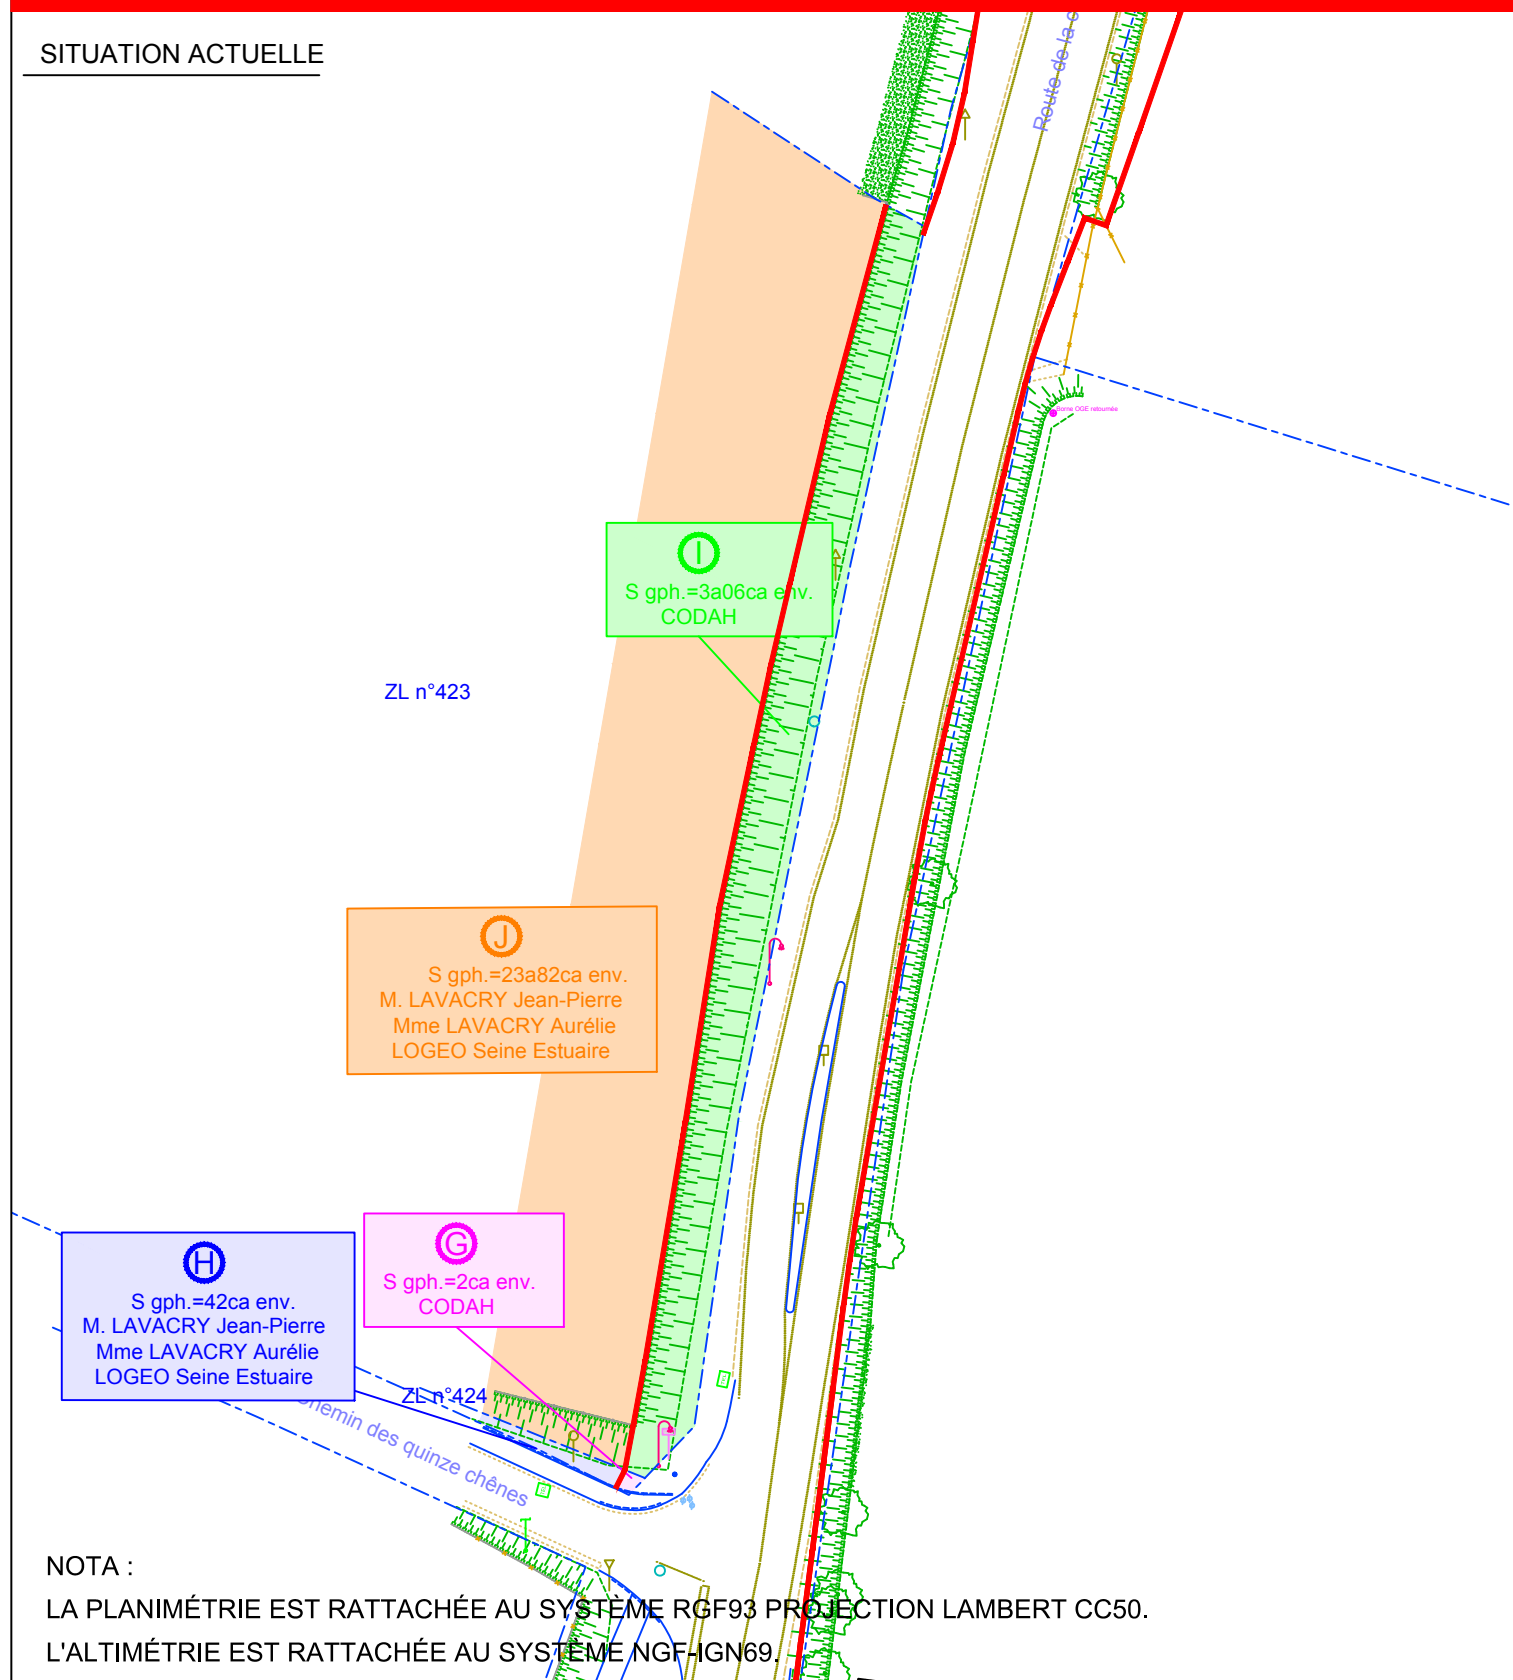 SITUATION ACTUELLE
Route de la
Borne OGE retournée
I
S gph.=3a06ca env.
CODAH
ZL n°423
J
S gph.=23a82ca env.
M. LAVACRY Jean-Pierre
Mme LAVACRY Aurélie
LOGEO Seine Estuaire
H
S gph.=42ca env.
M. LAVACRY Jean-Pierre
Mme LAVACRY Aurélie
LOGEO Seine Estuaire
G
S gph.=2ca env.
CODAH
ZL n°424
Chemin des quinze chênes
NOTA :
LA PLANIMÉTRIE EST RATTACHÉE AU SYSTÈME RGF93 PROJECTION LAMBERT CC50.
L'ALTIMÉTRIE EST RATTACHÉE AU SYSTÈME NGF-IGN69.